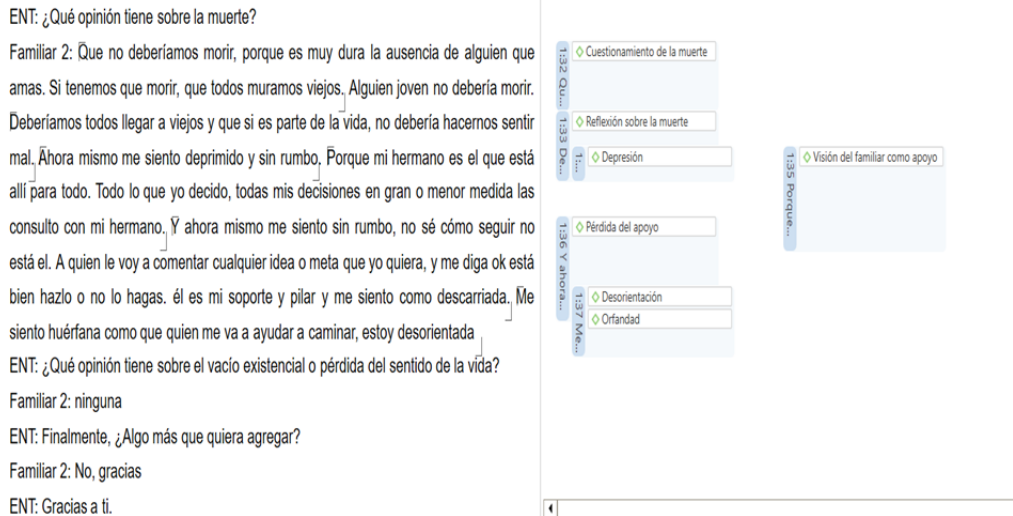 ENT: ¿Qué opinión tiene sobre la muerte?
Familiar 2: Que no deberíamos morir, porque es muy dura la ausencia de alguien que
amas. Si tenemos que morir, que todos muramos viejos. Alguien joven no debería morir.
Deberíamos todos llegar a viejos y que si es parte de la vida, no debería hacernos sentir
mal. Ahora mismo me siento deprimido y sin rumbo. Porque mi hermano es el que está
allí para todo. Todo lo que yo decido, todas mis decisiones en gran o menor medida las
consulto con mi hermano. Y ahora mismo me siento sin rumbo, no sé cómo seguir no
está el. A quien le voy a comentar cualquier idea o meta que yo quiera, y me diga ok está
bien hazlo o no lo hagas. él es mi soporte y pilar y me siento como descarriada. Me
siento huérfana como que quien me va a ayudar a caminar, estoy desorientada
ENT: ¿Qué opinión tiene sobre el vacío existencial o pérdida del sentido de la vida?
Familiar 2: ninguna
ENT: Finalmente, ¿Algo más que quiera agregar?
Familiar 2: No, gracias
ENT: Gracias a ti.
1:32 Qu...
Cuestionamiento de la muerte
1:33 De...
Reflexión sobre la muerte
1:...
Depresión
1:35 Porque...
Visión del familiar como apoyo
1:36 Y ahora...
Pérdida del apoyo
1:37 Me...
Desorientación
Orfandad